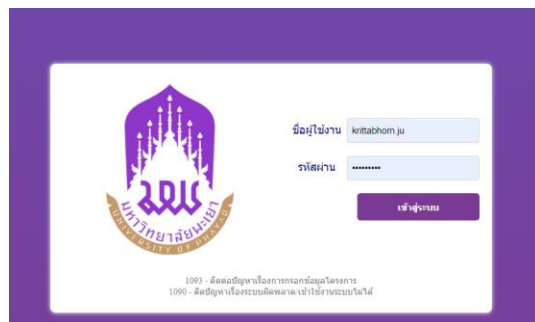 ชื่อผู้ใช้งาน krittabhorn.ju
รหัสผ่าน •••••••••
เข้าสู่ระบบ
มหาวิทยาลัยพะเยา
UNIVERSITY OF PHAYAO
1093 - ติดต่อปัญหาเรื่องการกรอกข้อมูลโครงการ
1090 - ติดปัญหาเรื่องระบบผิดพลาด/เข้าใช้งานระบบไม่ได้